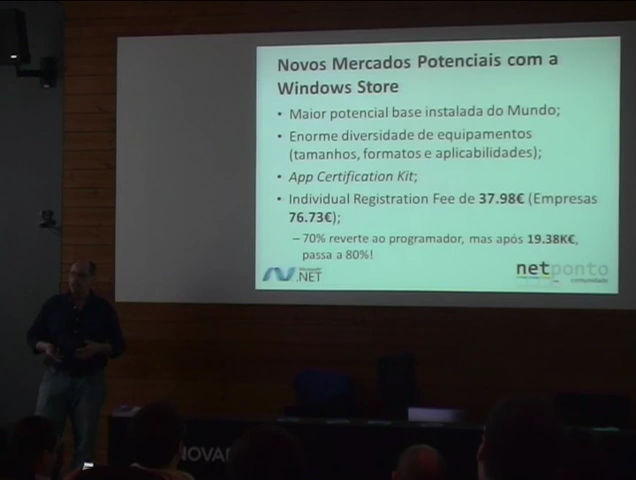 Novos Mercados Potenciais com a
Windows Store
• Maior potencial base instalada do Mundo;
• Enorme diversidade de equipamentos
(tamanhos, formatos e aplicabilidades);
• App Certification Kit;
• Individual Registration Fee de 37.98€ (Empresas
76.73€);
– 70% reverte ao programador, mas após 19.38K€,
passa a 80%!
Microsoft
.NET
netponto
comunidade
NOVA